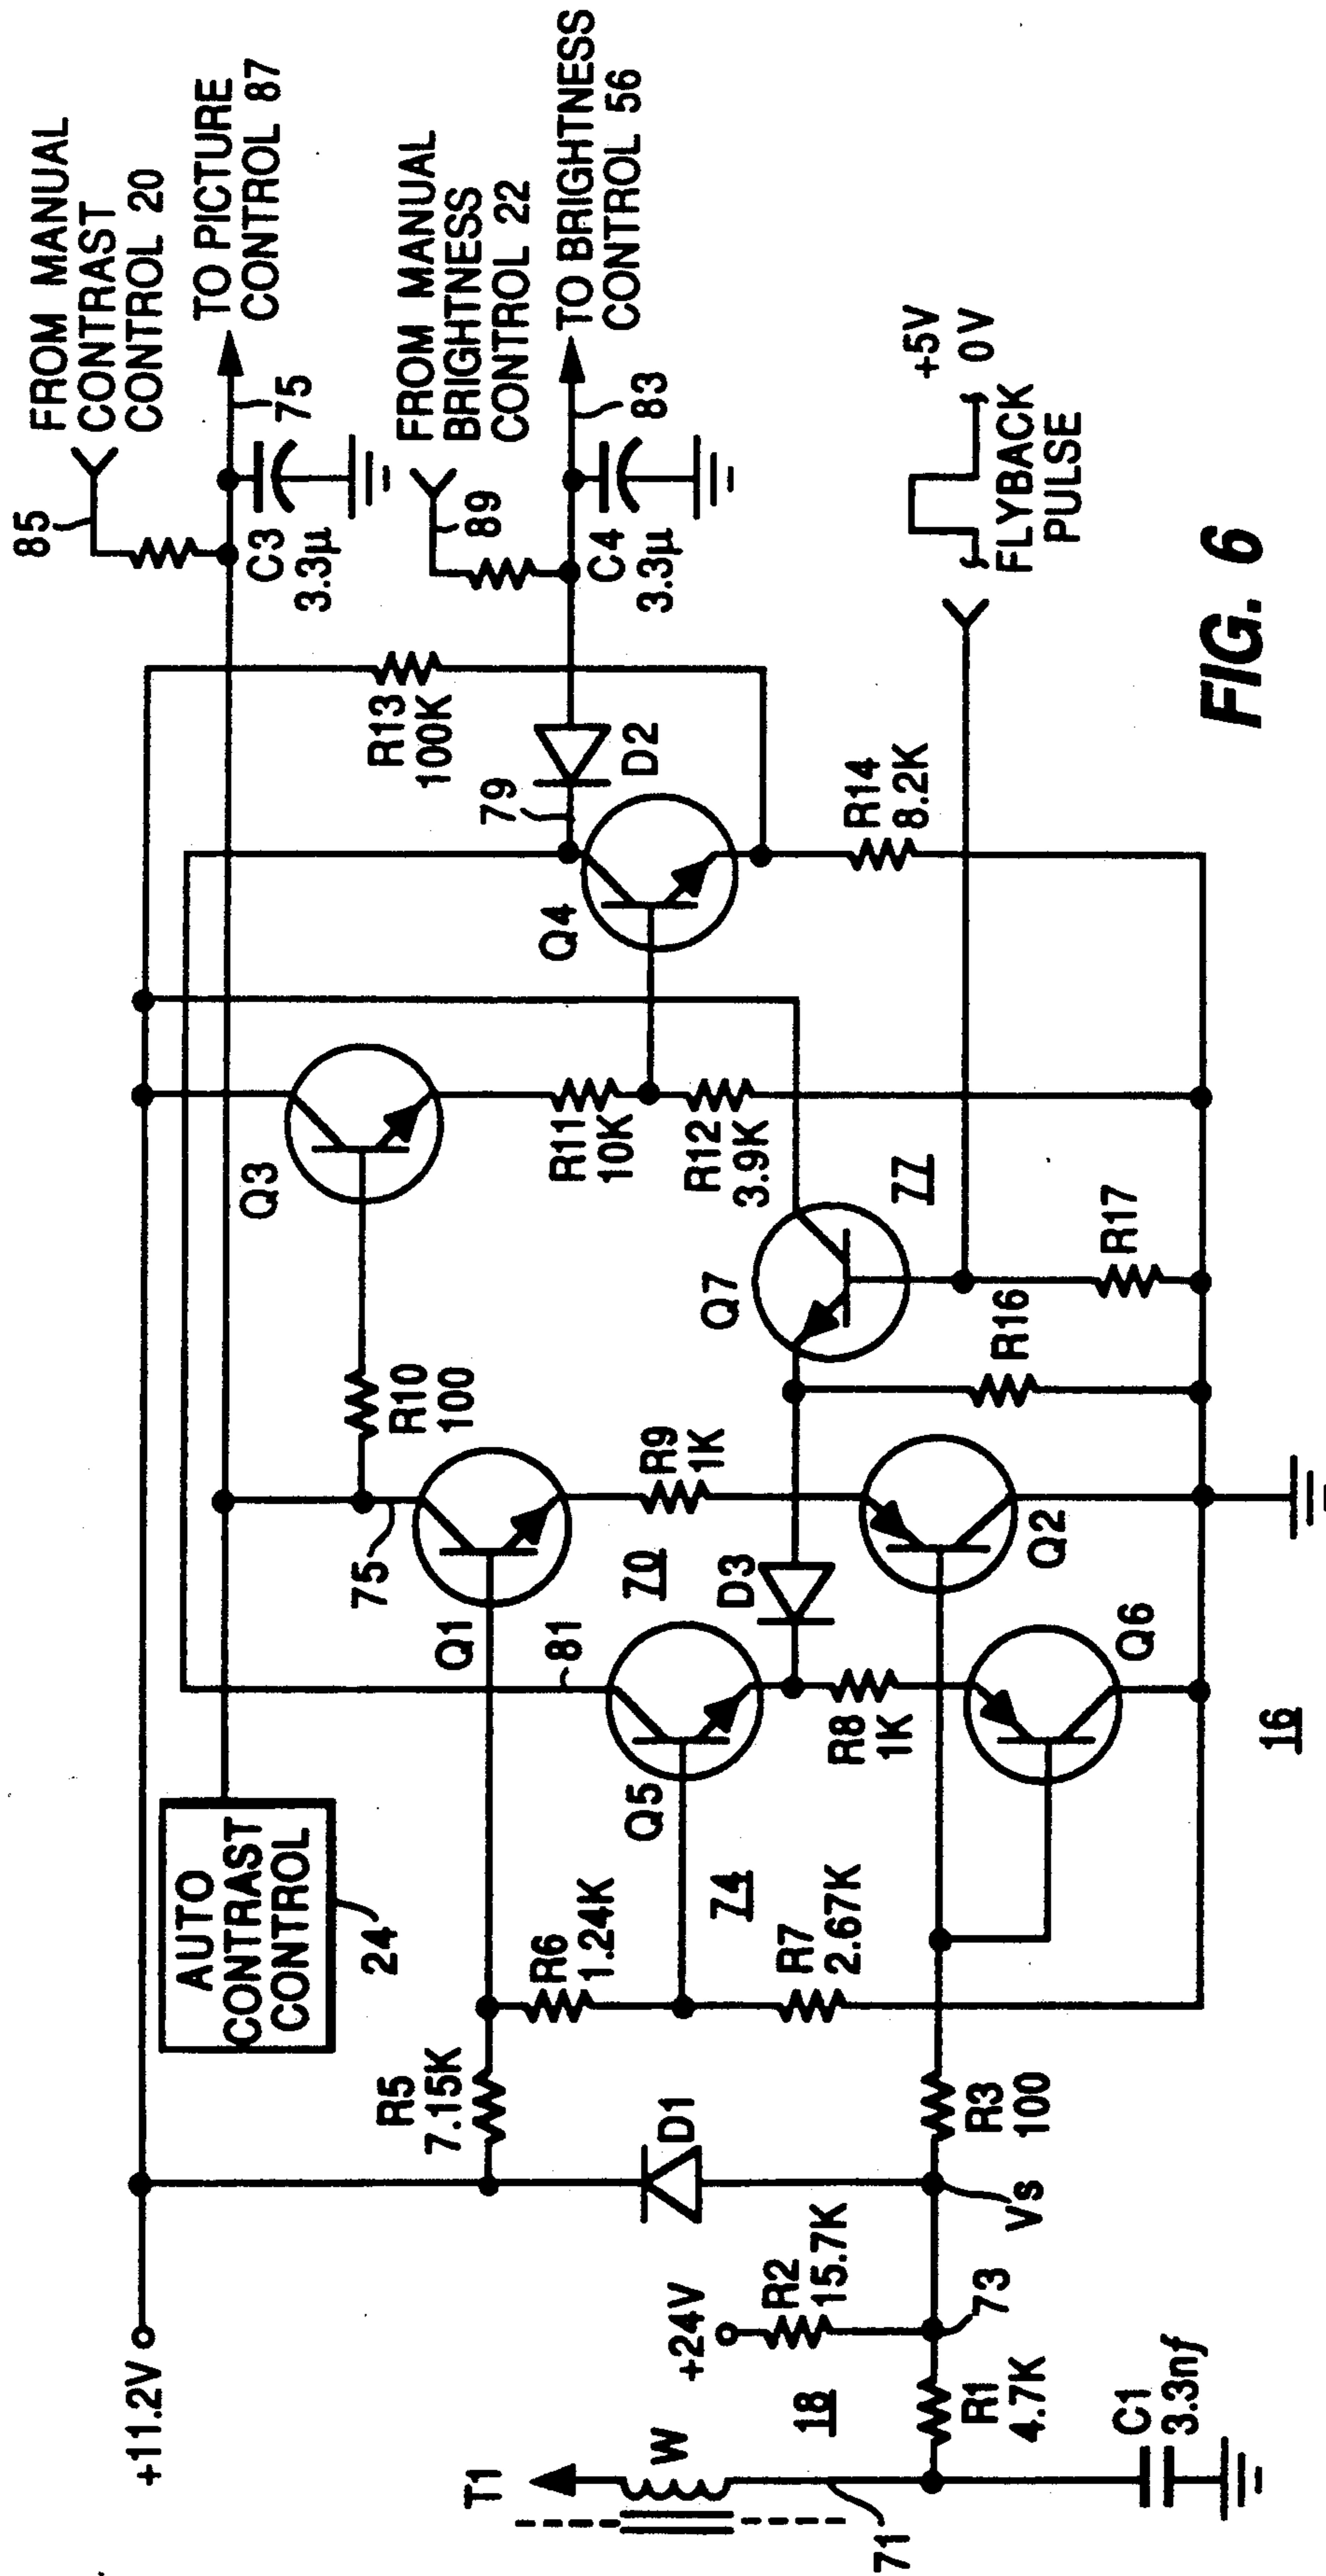 +11.2V
AUTO
CONTRAST
CONTROL
24
FROM MANUAL
CONTRAST
CONTROL 20
85
TO PICTURE
CONTROL 87
75
C3
3.3µ
FROM MANUAL
BRIGHTNESS
CONTROL 22
89
TO BRIGHTNESS
CONTROL 56
83
C4
3.3µ
R13
100K
79
D2
Q4
R14
8.2K
Q3
R11
10K
R12
3.9K
R10
100
75
Q1
81
70
R9
1K
Q7
77
+5V
0V
FLYBACK
PULSE
R17
R16
D3
Q5
R8
1K
Q2
Q6
R5
7.15K
R6
1.24K
74
R7
2.67K
D1
R3
100
Vs
+24V
R2
15.7K
73
18
T1
W
R1
4.7K
71
C1
3.3nf
16
FIG. 6